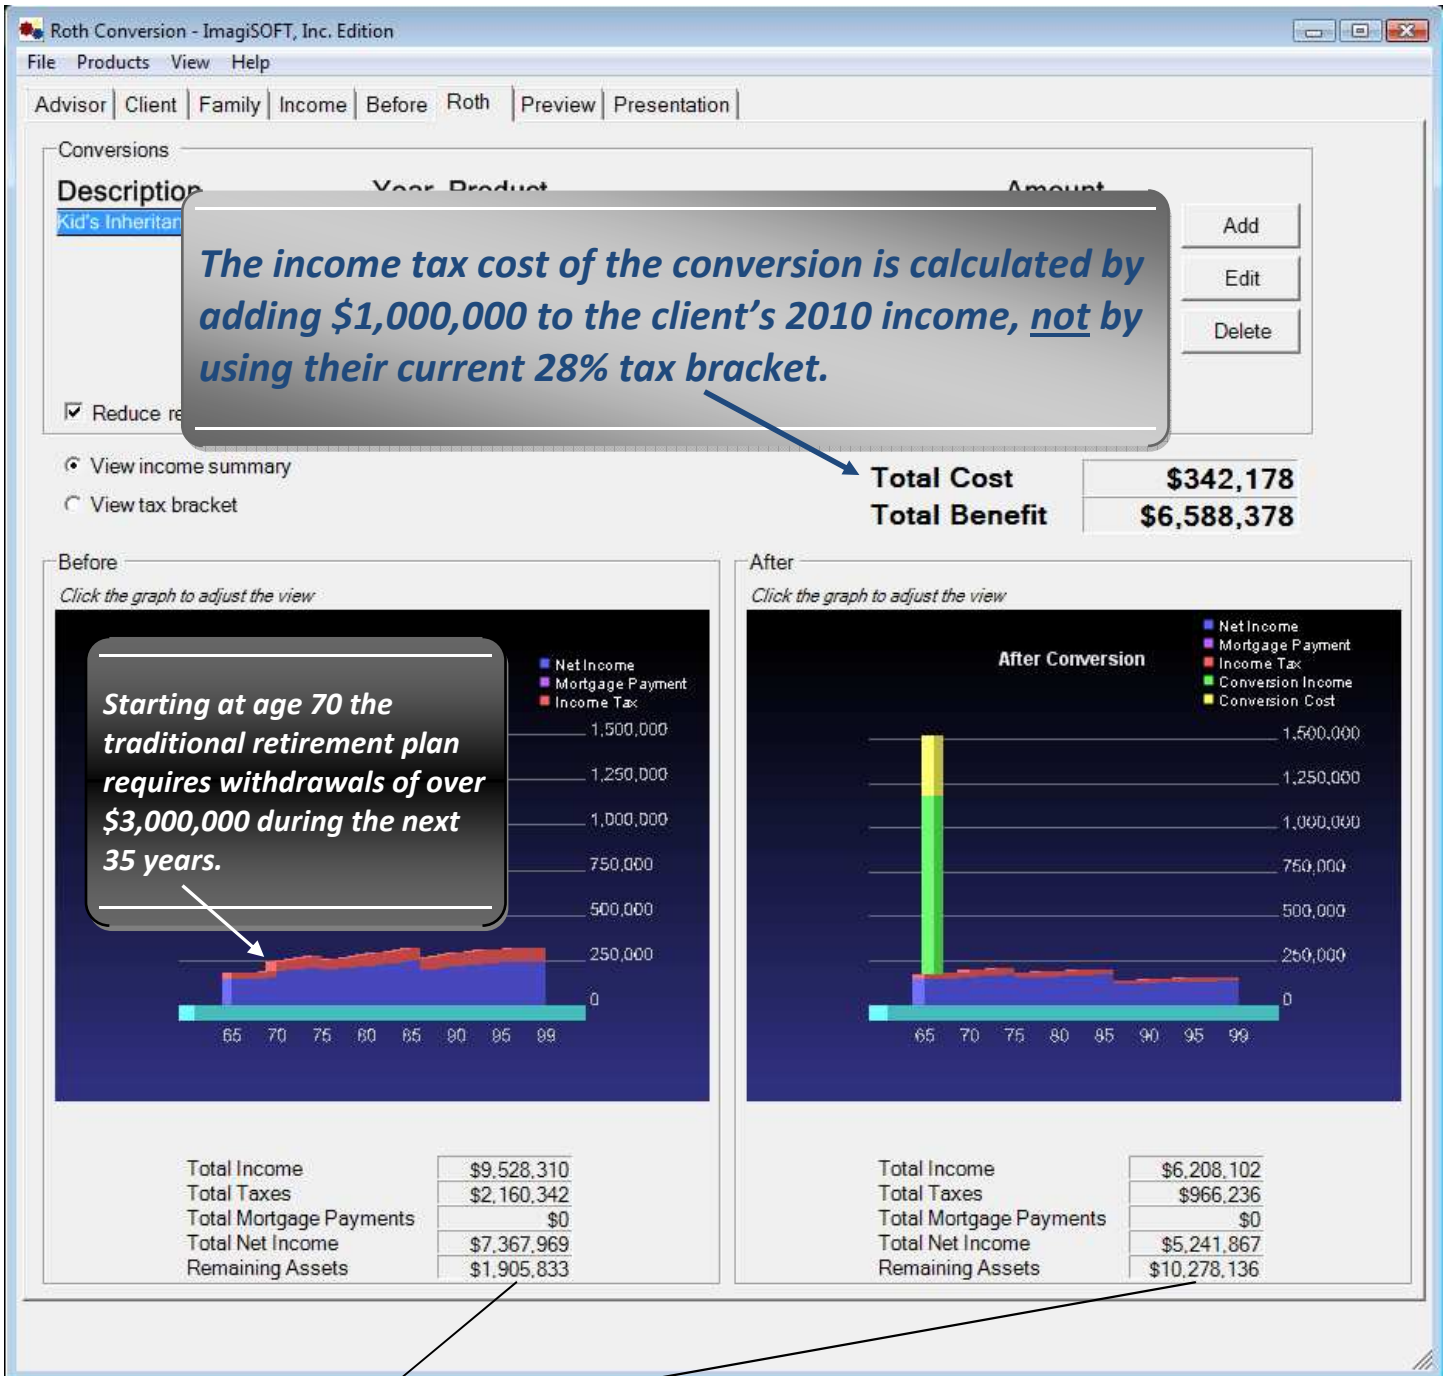 Roth Conversion - ImagiSOFT, Inc. Edition
File Products View Help
Advisor Client Family Income Before Roth Preview Presentation
Conversions
Description Year Product Amount
Kid's Inheritan
The income tax cost of the conversion is calculated by
adding $1,000,000 to the client's 2010 income, not by
using their current 28% tax bracket.
Add
Edit
Delete
Reduce re
View income summary
View tax bracket
Total Cost $342,178
Total Benefit $6,588,378
Before
Click the graph to adjust the view
Starting at age 70 the
traditional retirement plan
requires withdrawals of over
$3,000,000 during the next
35 years.
Net Income
Mortgage Payment
Income Tax
1,500,000
1,250,000
1,000,000
750,000
500,000
250,000
0
65 70 75 80 85 90 95 99
Total Income $9,528,310
Total Taxes $2,160,342
Total Mortgage Payments $0
Total Net Income $7,367,969
Remaining Assets $1,905,833
After
Click the graph to adjust the view
After Conversion
Net Income
Mortgage Payment
Income Tax
Conversion Income
Conversion Cost
1,500,000
1,250,000
1,000,000
750,000
500,000
250,000
0
65 70 75 80 85 90 95 99
Total Income $6,208,102
Total Taxes $966,236
Total Mortgage Payments $0
Total Net Income $5,241,867
Remaining Assets $10,278,136